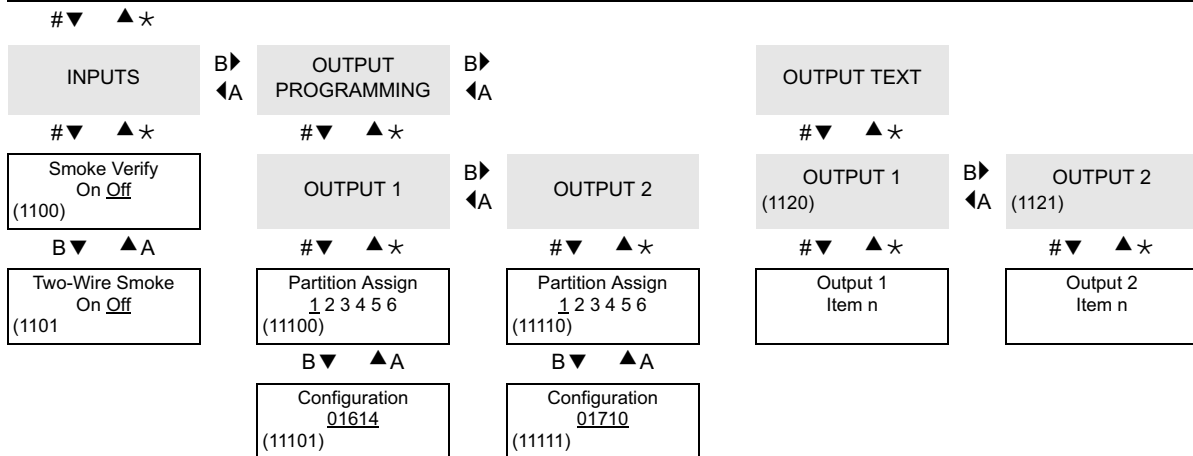 #▼ ▲⚹
INPUTS
B▶
◀A
OUTPUT
PROGRAMMING
B▶
◀A
OUTPUT TEXT
#▼ ▲⚹
#▼ ▲⚹
#▼ ▲⚹
Smoke Verify
On Off
(1100)
OUTPUT 1
B▶
◀A
OUTPUT 2
OUTPUT 1
(1120)
B▶
◀A
OUTPUT 2
(1121)
B▼ ▲A
#▼ ▲⚹
#▼ ▲⚹
#▼ ▲⚹
#▼ ▲⚹
Two-Wire Smoke
On Off
(1101
Partition Assign
1 2 3 4 5 6
(11100)
Partition Assign
1 2 3 4 5 6
(11110)
Output 1
Item n
Output 2
Item n
B▼ ▲A
B▼ ▲A
Configuration
01614
(11101)
Configuration
01710
(11111)